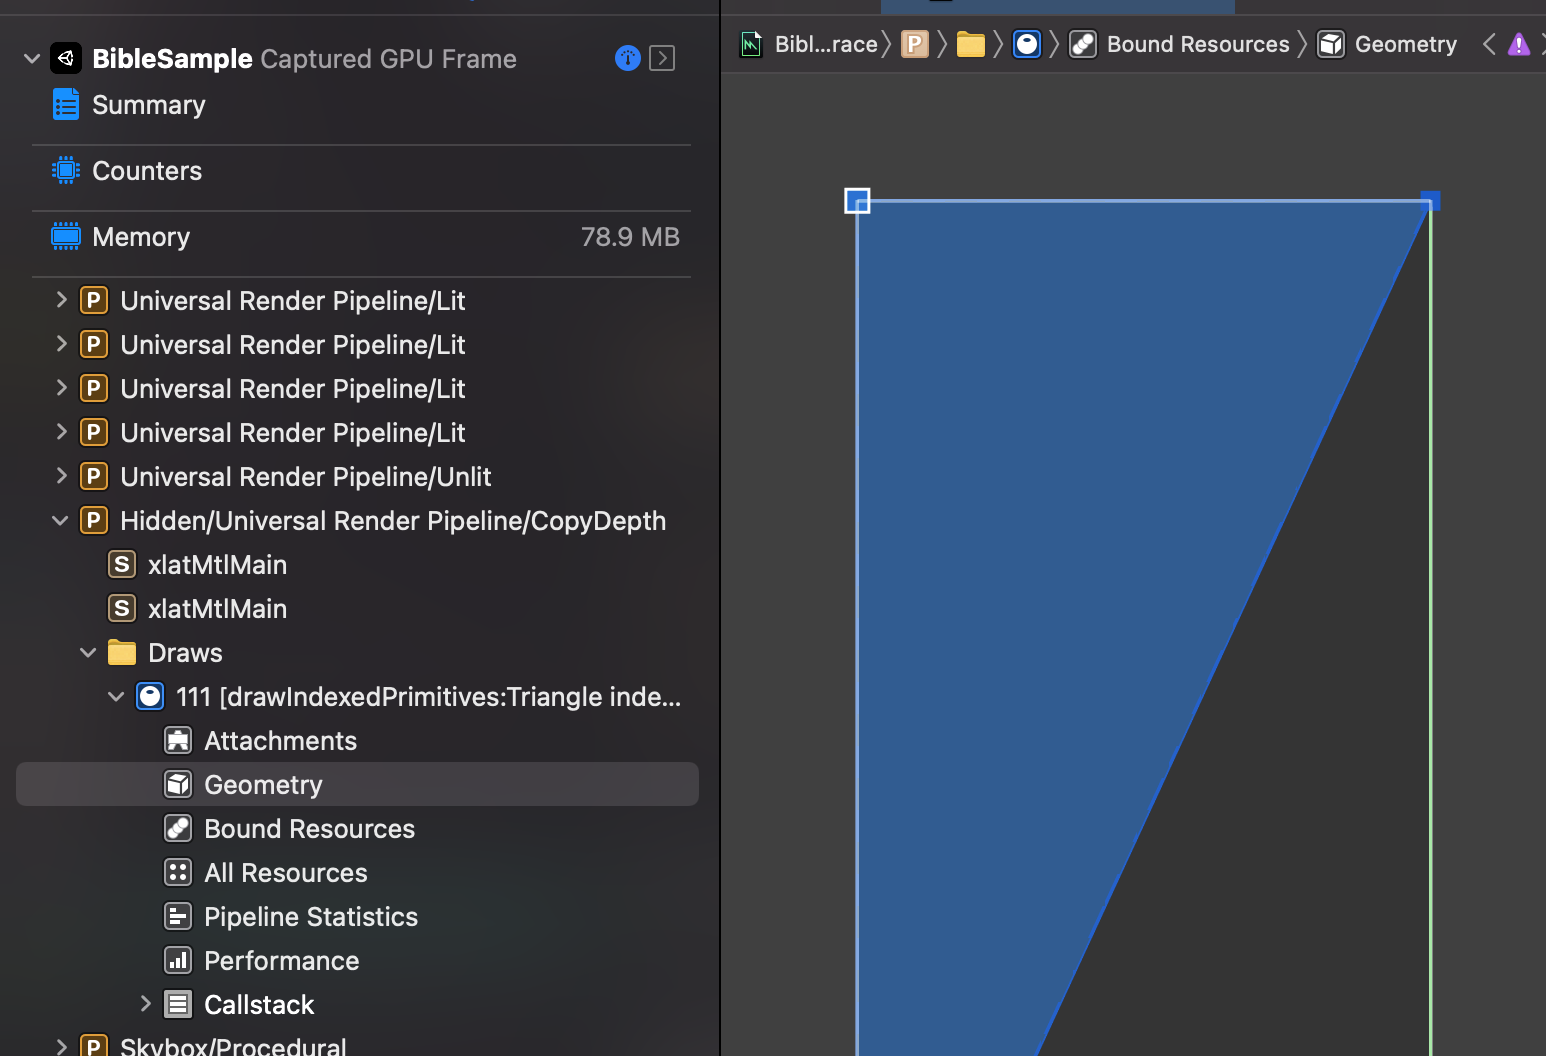 BibleSample Captured GPU Frame
Summary
Counters
Memory 78.9 MB
P Universal Render Pipeline/Lit
P Universal Render Pipeline/Lit
P Universal Render Pipeline/Lit
P Universal Render Pipeline/Lit
P Universal Render Pipeline/Unlit
P Hidden/Universal Render Pipeline/CopyDepth
S xlatMtlMain
S xlatMtlMain
Draws
111 [drawIndexedPrimitives:Triangle inde...
Attachments
Geometry
Bound Resources
All Resources
Pipeline Statistics
Performance
Callstack
P Skybox/Procedural
Bibl...race P Bound Resources Geometry